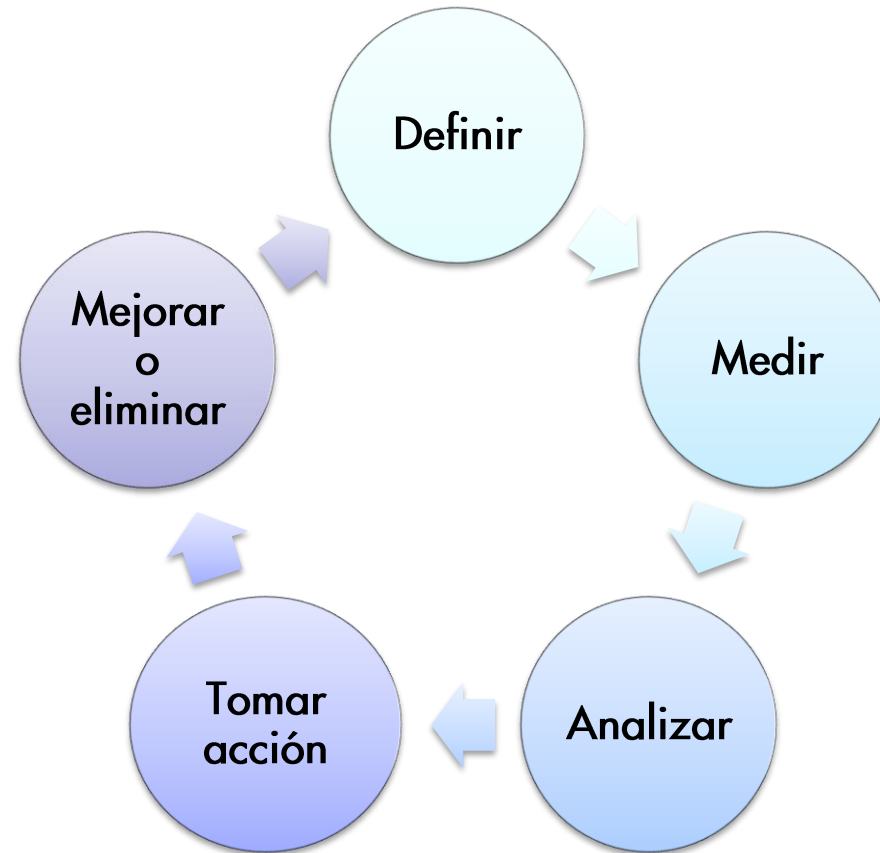 Definir
Medir
Analizar
Tomar
acción
Mejorar
o
eliminar